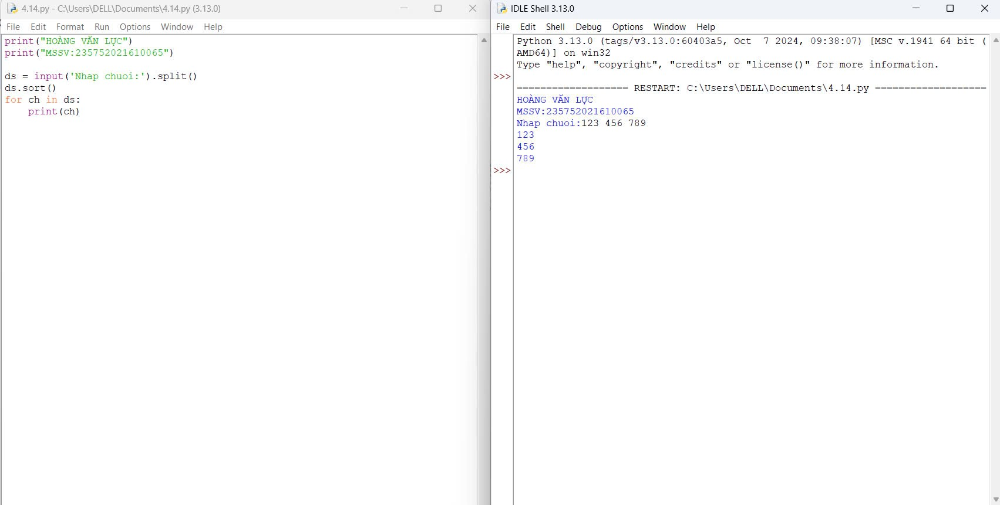 4.14.py - C:\Users\DELL\Documents\4.14.py (3.13.0)
File Edit Format Run Options Window Help
print("HOÀNG VĂN LỰC")
print("MSSV:235752021610065")
ds = input('Nhap chuoi:').split()
ds.sort()
for ch in ds:
    print(ch)
IDLE Shell 3.13.0
File Edit Shell Debug Options Window Help
Python 3.13.0 (tags/v3.13.0:60403a5, Oct  7 2024, 09:38:07) [MSC v.1941 64 bit (
AMD64)] on win32
Type "help", "copyright", "credits" or "license()" for more information.
>>>
=================== RESTART: C:\Users\DELL\Documents\4.14.py ===================
HOÀNG VĂN LỰC
MSSV:235752021610065
Nhap chuoi:123 456 789
123
456
789
>>>